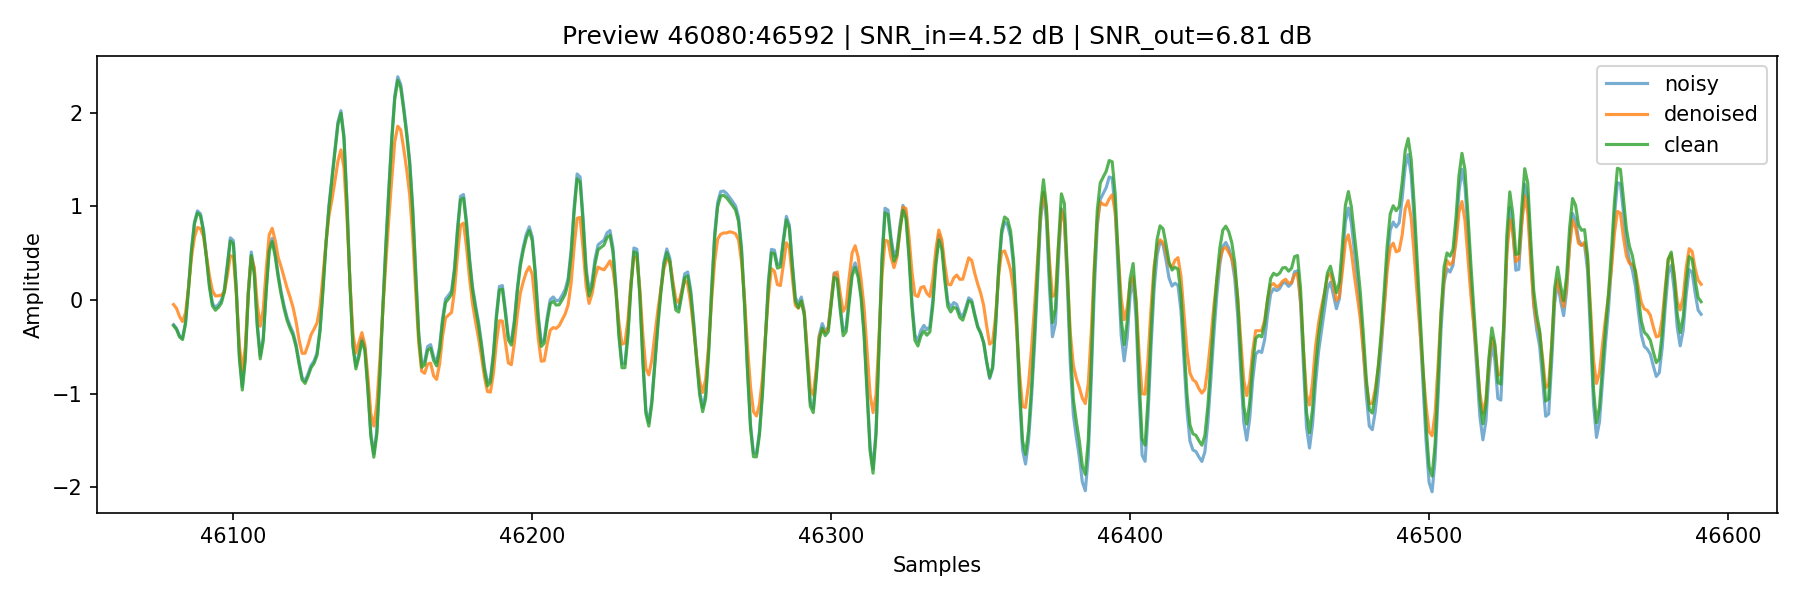 Preview 46080:46592 | SNR_in=4.52 dB | SNR_out=6.81 dB
noisy
denoised
clean
Amplitude
2
1
0
−1
−2
46100 46200 46300 46400 46500 46600
Samples